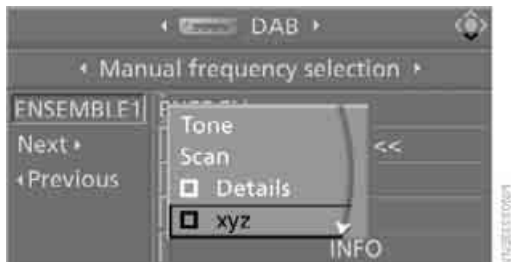 DAB
Manual frequency selection
ENSEMBLE1
Next
<<
Previous
Tone
Scan
Details
xyz
INFO